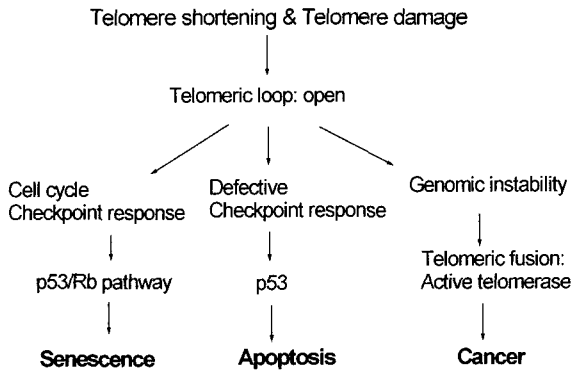 Telomere shortening & Telomere damage
Telomeric loop: open
Cell cycle
Checkpoint response
Defective
Checkpoint response
Genomic instability
Telomeric fusion:
Active telomerase
p53/Rb pathway
p53
Senescence
Apoptosis
Cancer